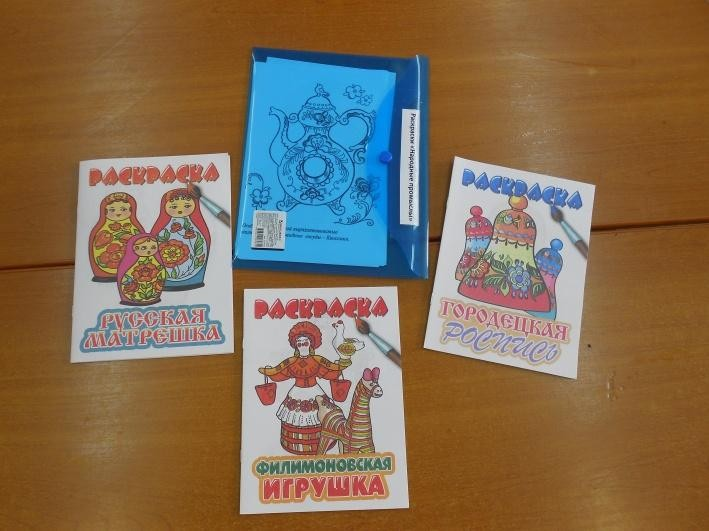 РАСКРАСКА
РУССКАЯ
МАТРЕШКА
Раскраски «Народные промыслы»
РАСКРАСКА
ГОРОДЕЦКАЯ
РОСПИСЬ
РАСКРАСКА
ФИЛИМОНОВСКАЯ
ИГРУШКА